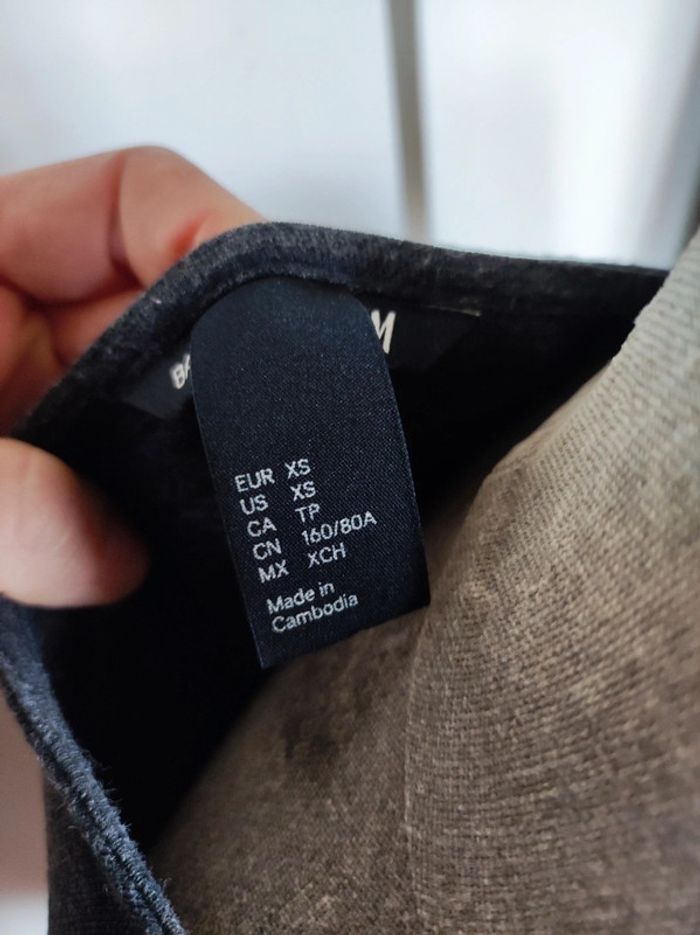 M
EUR XS
US XS
CA TP
CN 160/80A
MX XCH
Made in
Cambodia